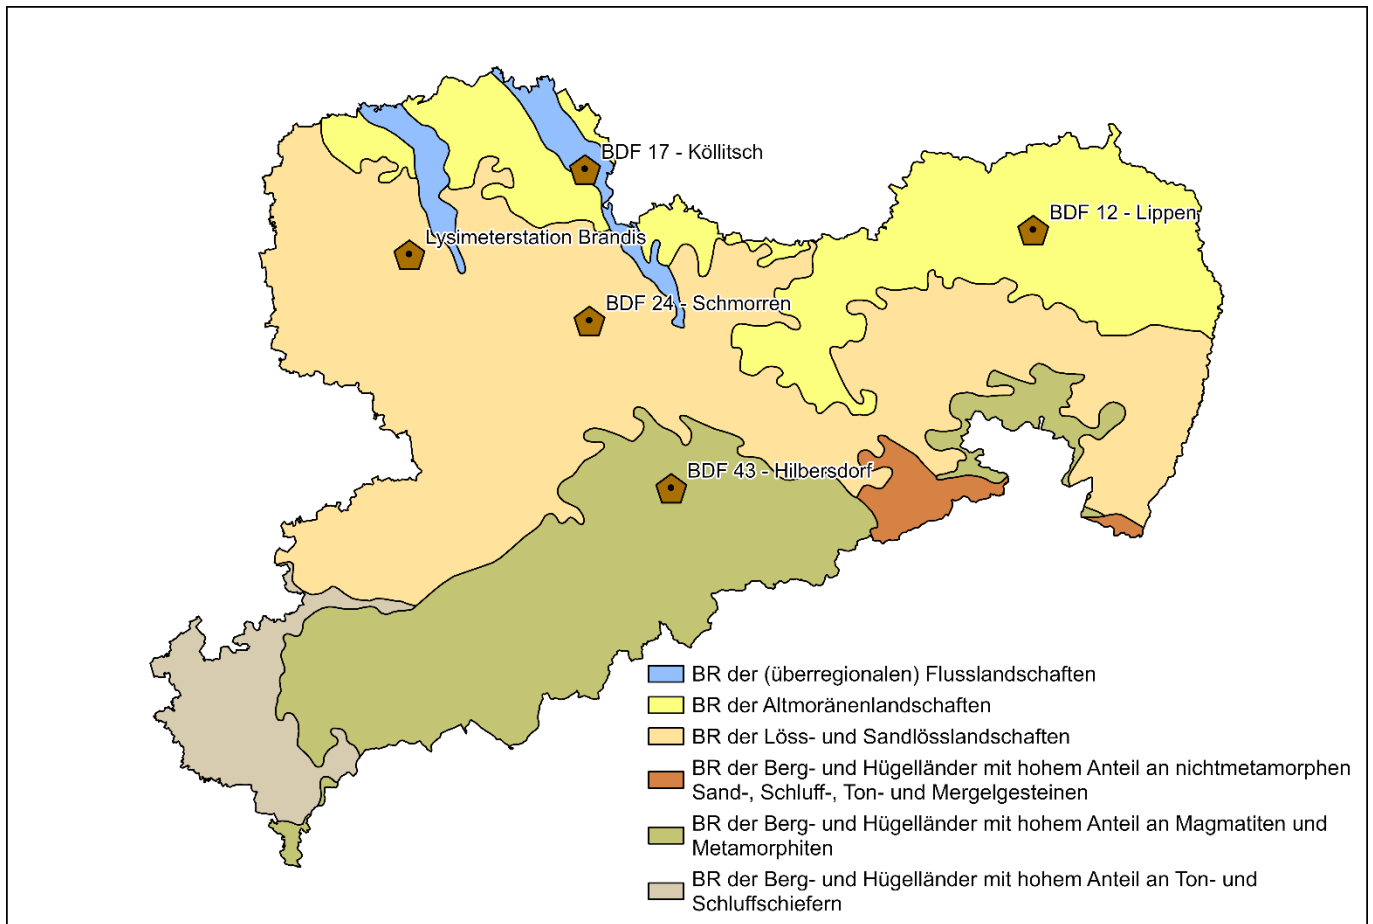 BDF 17 - Köllitsch
BDF 12 - Lippen
Lysimeterstation Brandis
BDF 24 - Schmorren
BDF 43 - Hilbersdorf
BR der (überregionalen) Flusslandschaften
BR der Altmoränenlandschaften
BR der Löss- und Sandlösslandschaften
BR der Berg- und Hügelländer mit hohem Anteil an nichtmetamorphen
Sand-, Schluff-, Ton- und Mergelgesteinen
BR der Berg- und Hügelländer mit hohem Anteil an Magmatiten und
Metamorphiten
BR der Berg- und Hügelländer mit hohem Anteil an Ton- und
Schluffschiefern